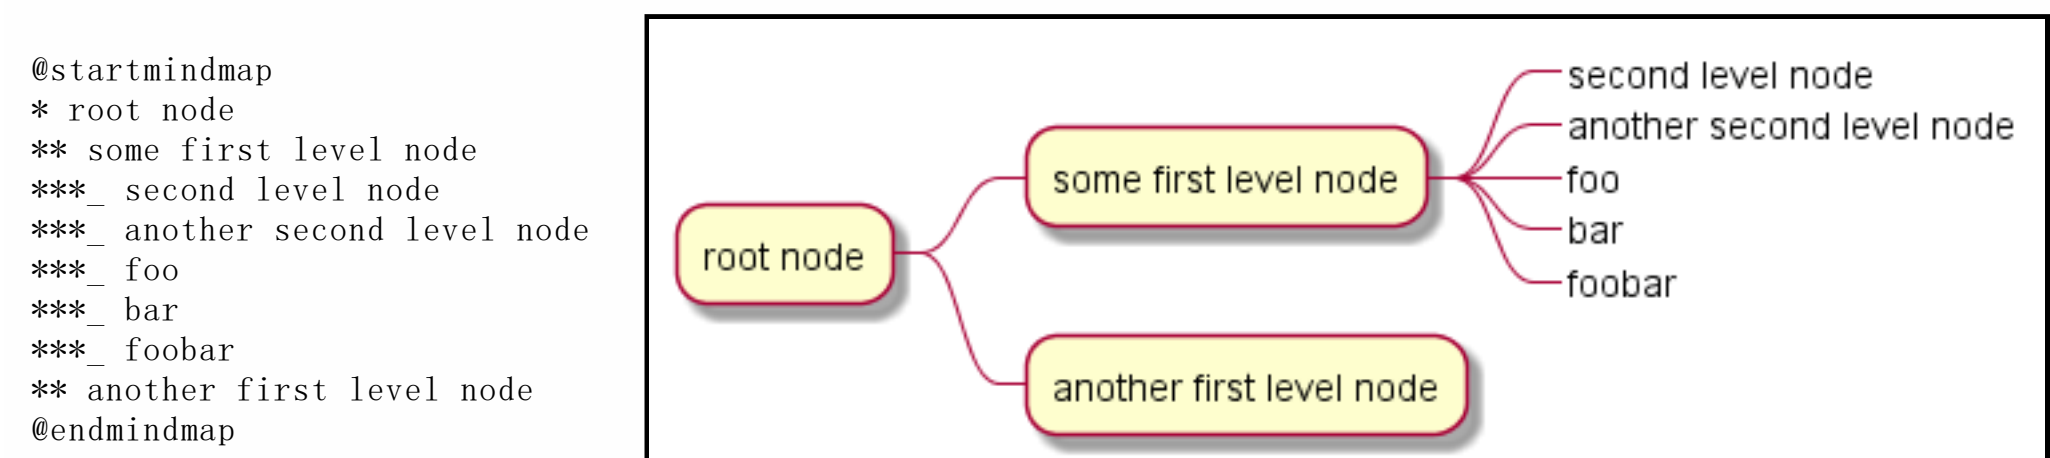 @startmindmap
* root node
** some first level node
***_ second level node
***_ another second level node
***_ foo
***_ bar
***_ foobar
** another first level node
@endmindmap
root node
some first level node
second level node
another second level node
foo
bar
foobar
another first level node